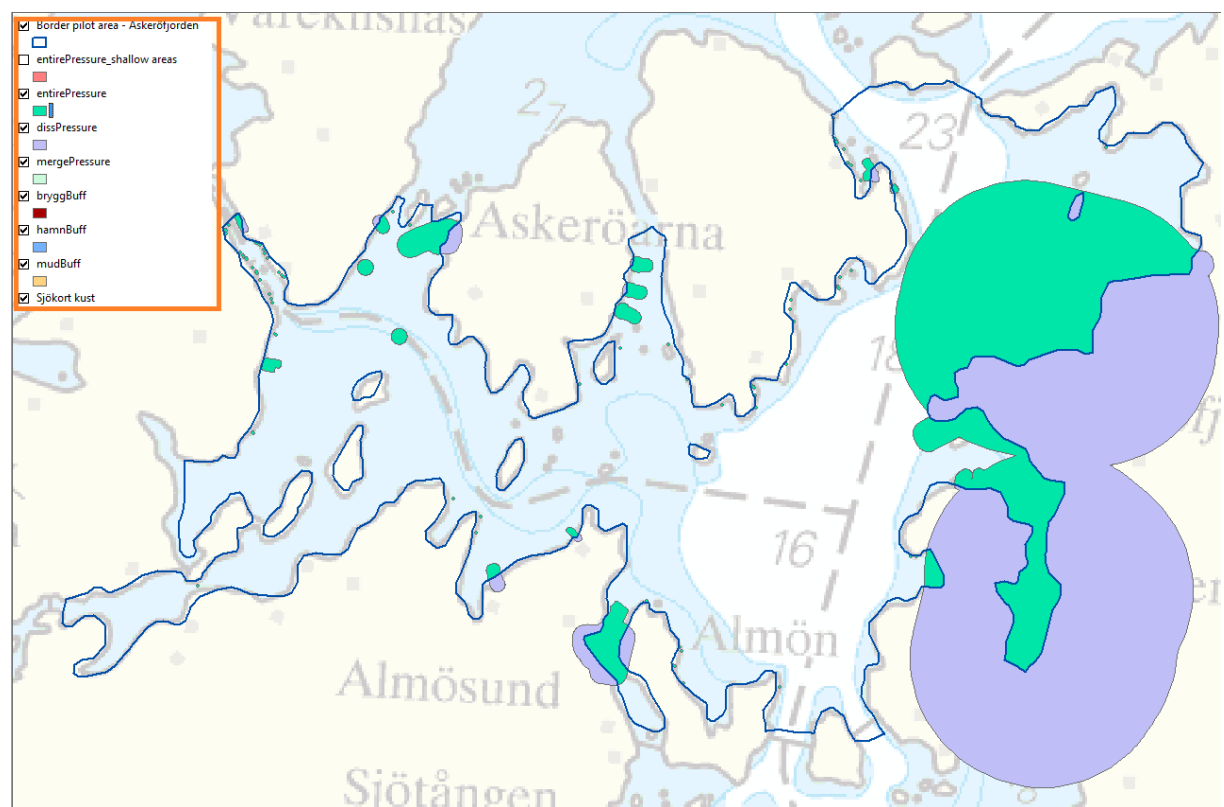 Border pilot area - Askeröfjorden
entirePressure_shallow areas
entirePressure
dissPressure
mergePressure
bryggBuff
hamnBuff
mudBuff
Sjökort kust
27
23
Askeröarna
18
16
Almön
Almösund
Sjötången
8